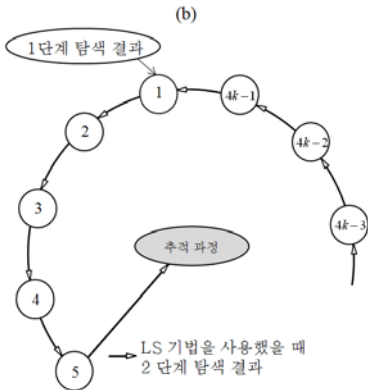 (b)
1단계 탐색 결과
1
4k−1
2
4k−2
3
4k−3
추적 과정
4
5
LS 기법을 사용했을 때
2 단계 탐색 결과